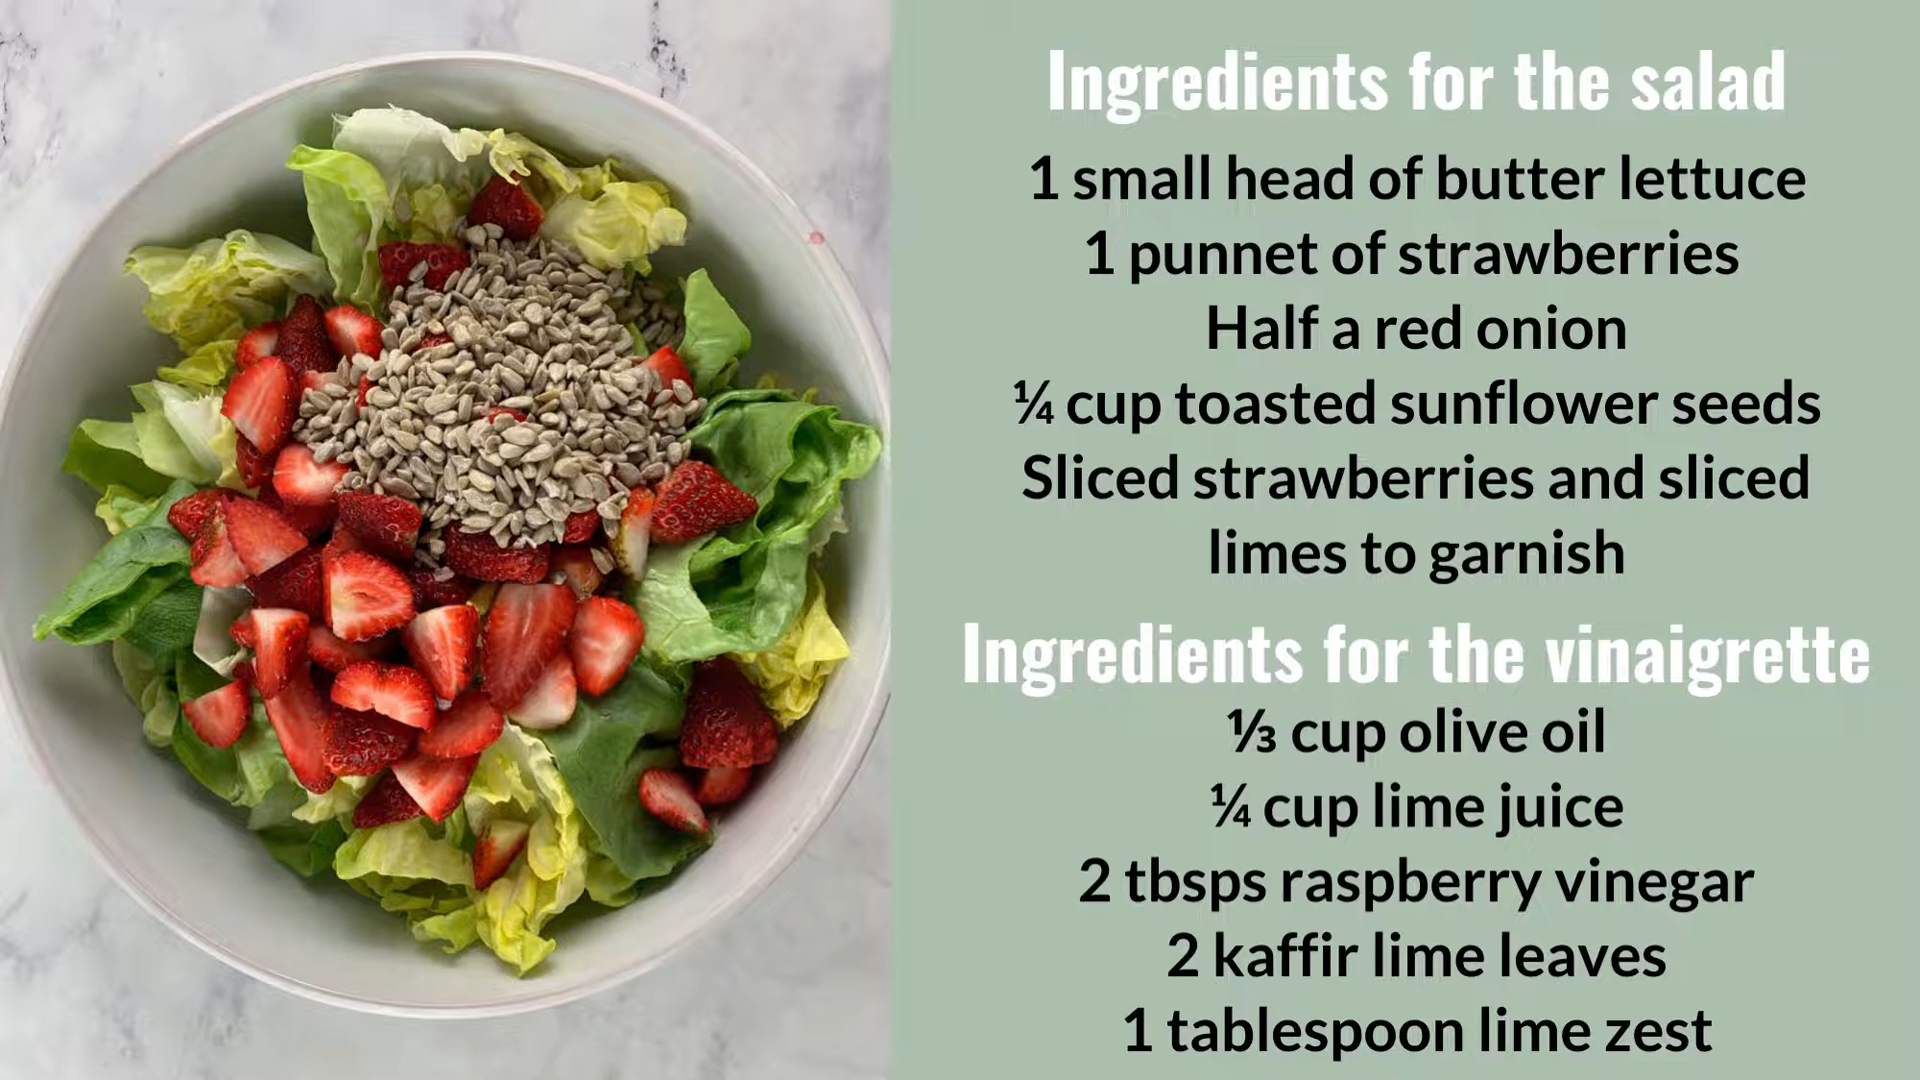 Ingredients for the salad
1 small head of butter lettuce
1 punnet of strawberries
Half a red onion
¼ cup toasted sunflower seeds
Sliced strawberries and sliced
limes to garnish
Ingredients for the vinaigrette
⅓ cup olive oil
¼ cup lime juice
2 tbsps raspberry vinegar
2 kaffir lime leaves
1 tablespoon lime zest